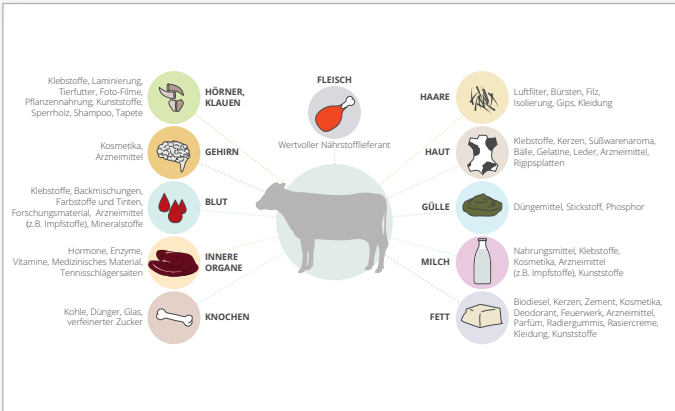 FLEISCH
Wertvoller Nährstofflieferant
Klebstoffe, Laminierung,
Tierfutter, Foto-Filme,
Pflanzennahrung, Kunststoffe,
Sperrholz, Shampoo, Tapete
HÖRNER,
KLAUEN
Kosmetika,
Arzneimittel
GEHIRN
Klebstoffe, Backmischungen,
Farbstoffe und Tinten,
Forschungsmaterial, Arzneimittel
(z.B. Impfstoffe), Mineralstoffe
BLUT
Hormone, Enzyme,
Vitamine, Medizinisches Material,
Tennisschlägersaiten
INNERE
ORGANE
Kohle, Dünger, Glas,
verfeinerter Zucker
KNOCHEN
HAARE
Luftfilter, Bürsten, Filz,
Isolierung, Gips, Kleidung
HAUT
Klebstoffe, Kerzen, Süßwarenaroma,
Bälle, Gelatine, Leder, Arzneimittel,
Rigipsplatten
GÜLLE
Düngemittel, Stickstoff, Phosphor
MILCH
Nahrungsmittel, Klebstoffe,
Kosmetika, Arzneimittel
(z.B. Impfstoffe), Kunststoffe
FETT
Biodiesel, Kerzen, Zement, Kosmetika,
Deodorant, Feuerwerk, Arzneimittel,
Parfüm, Radiergummis, Rasiercreme,
Kleidung, Kunststoffe